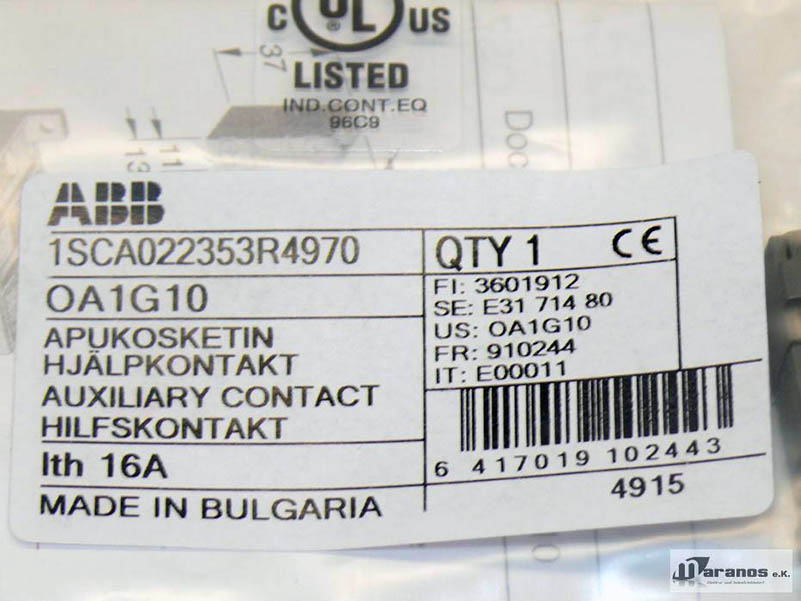 C UL US
®
LISTED
IND.CONT.EQ
96C9
37
11
13
Doc
ABB
1SCA022353R4970
OA1G10
APUKOSKETIN
HJÄLPKONTAKT
AUXILIARY CONTACT
HILFSKONTAKT
Ith 16A
MADE IN BULGARIA
QTY 1 CE
FI: 3601912
SE: E31 714 80
US: OA1G10
FR: 910244
IT: E00011
6 417019 102443
4915
Maranos e.K.